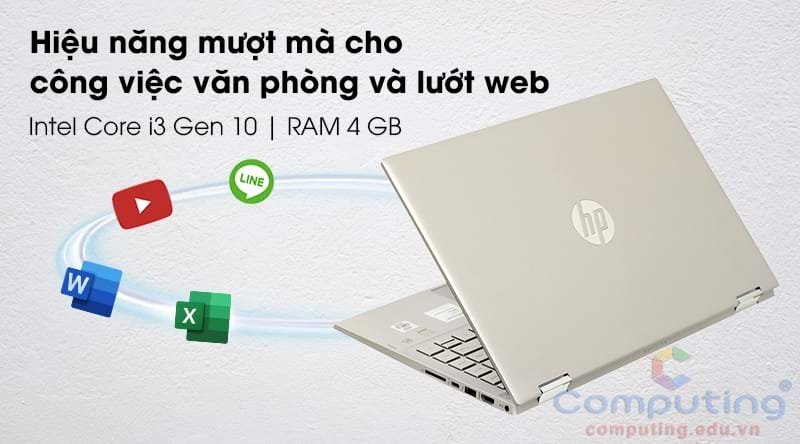 Hiệu năng mượt mà cho
công việc văn phòng và lướt web
Intel Core i3 Gen 10 | RAM 4 GB
LINE
W
X
hp
Computing®
computing.edu.vn